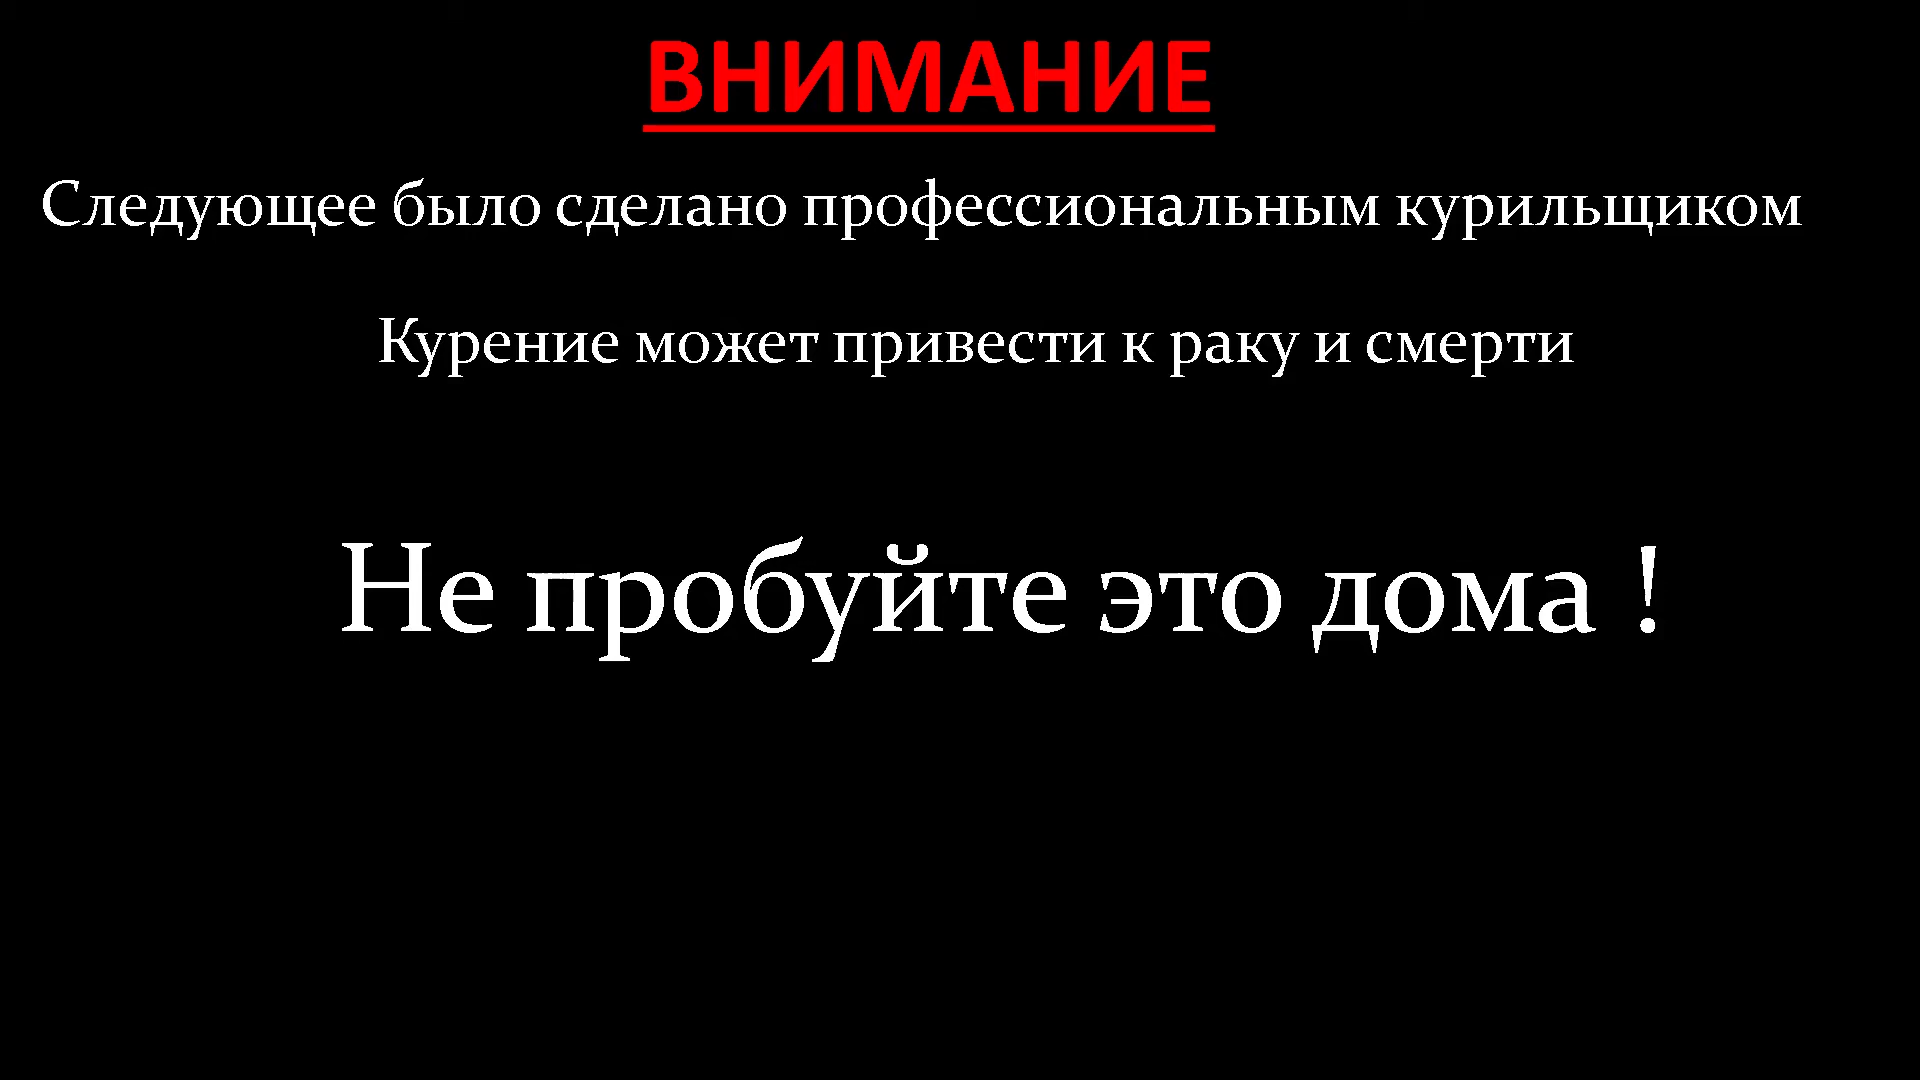 ВНИМАНИЕ
Следующее было сделано профессиональным курильщиком
Курение может привести к раку и смерти
Не пробуйте это дома !